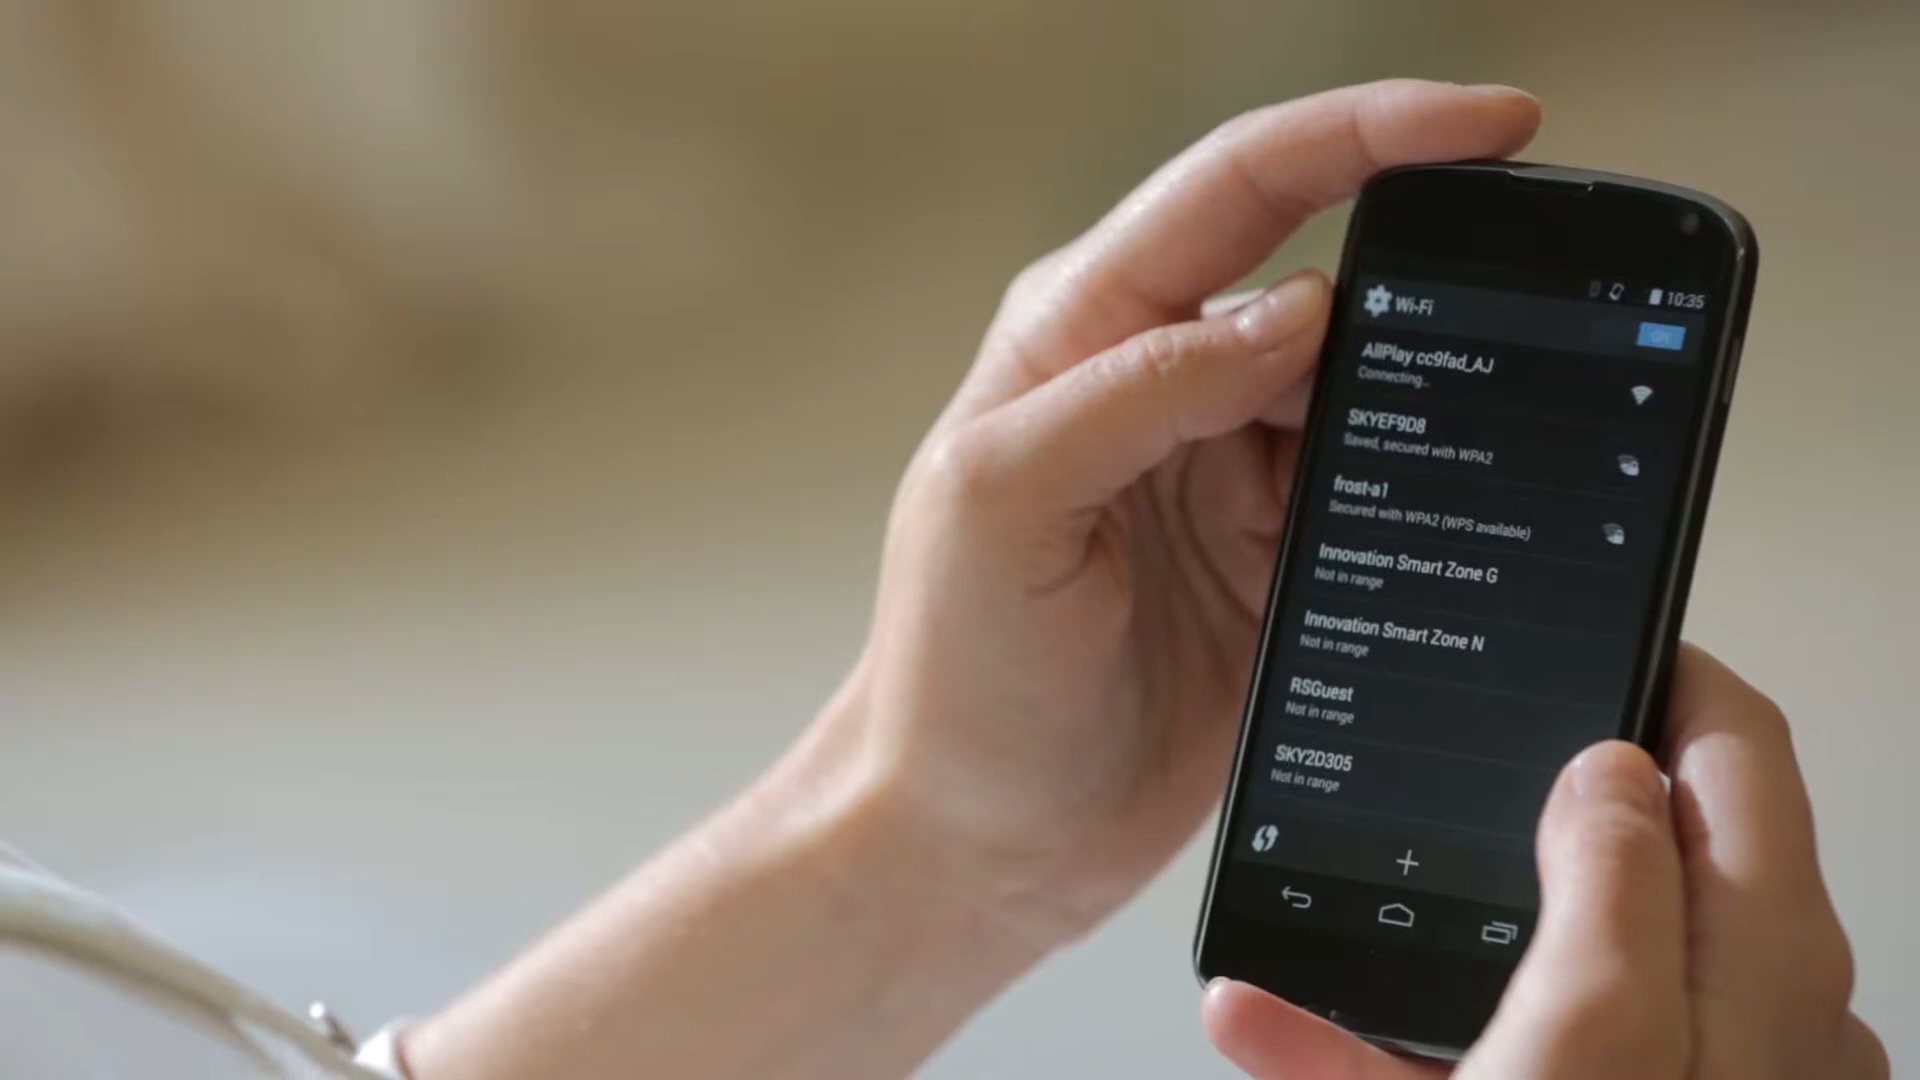 10:35
Wi-Fi
ON
AllPlay cc9fad_AJ
Connecting...
SKYEF9D8
Saved, secured with WPA2
frost-a1
Secured with WPA2 (WPS available)
Innovation Smart Zone G
Not in range
Innovation Smart Zone N
Not in range
RSGuest
Not in range
SKY2D305
Not in range